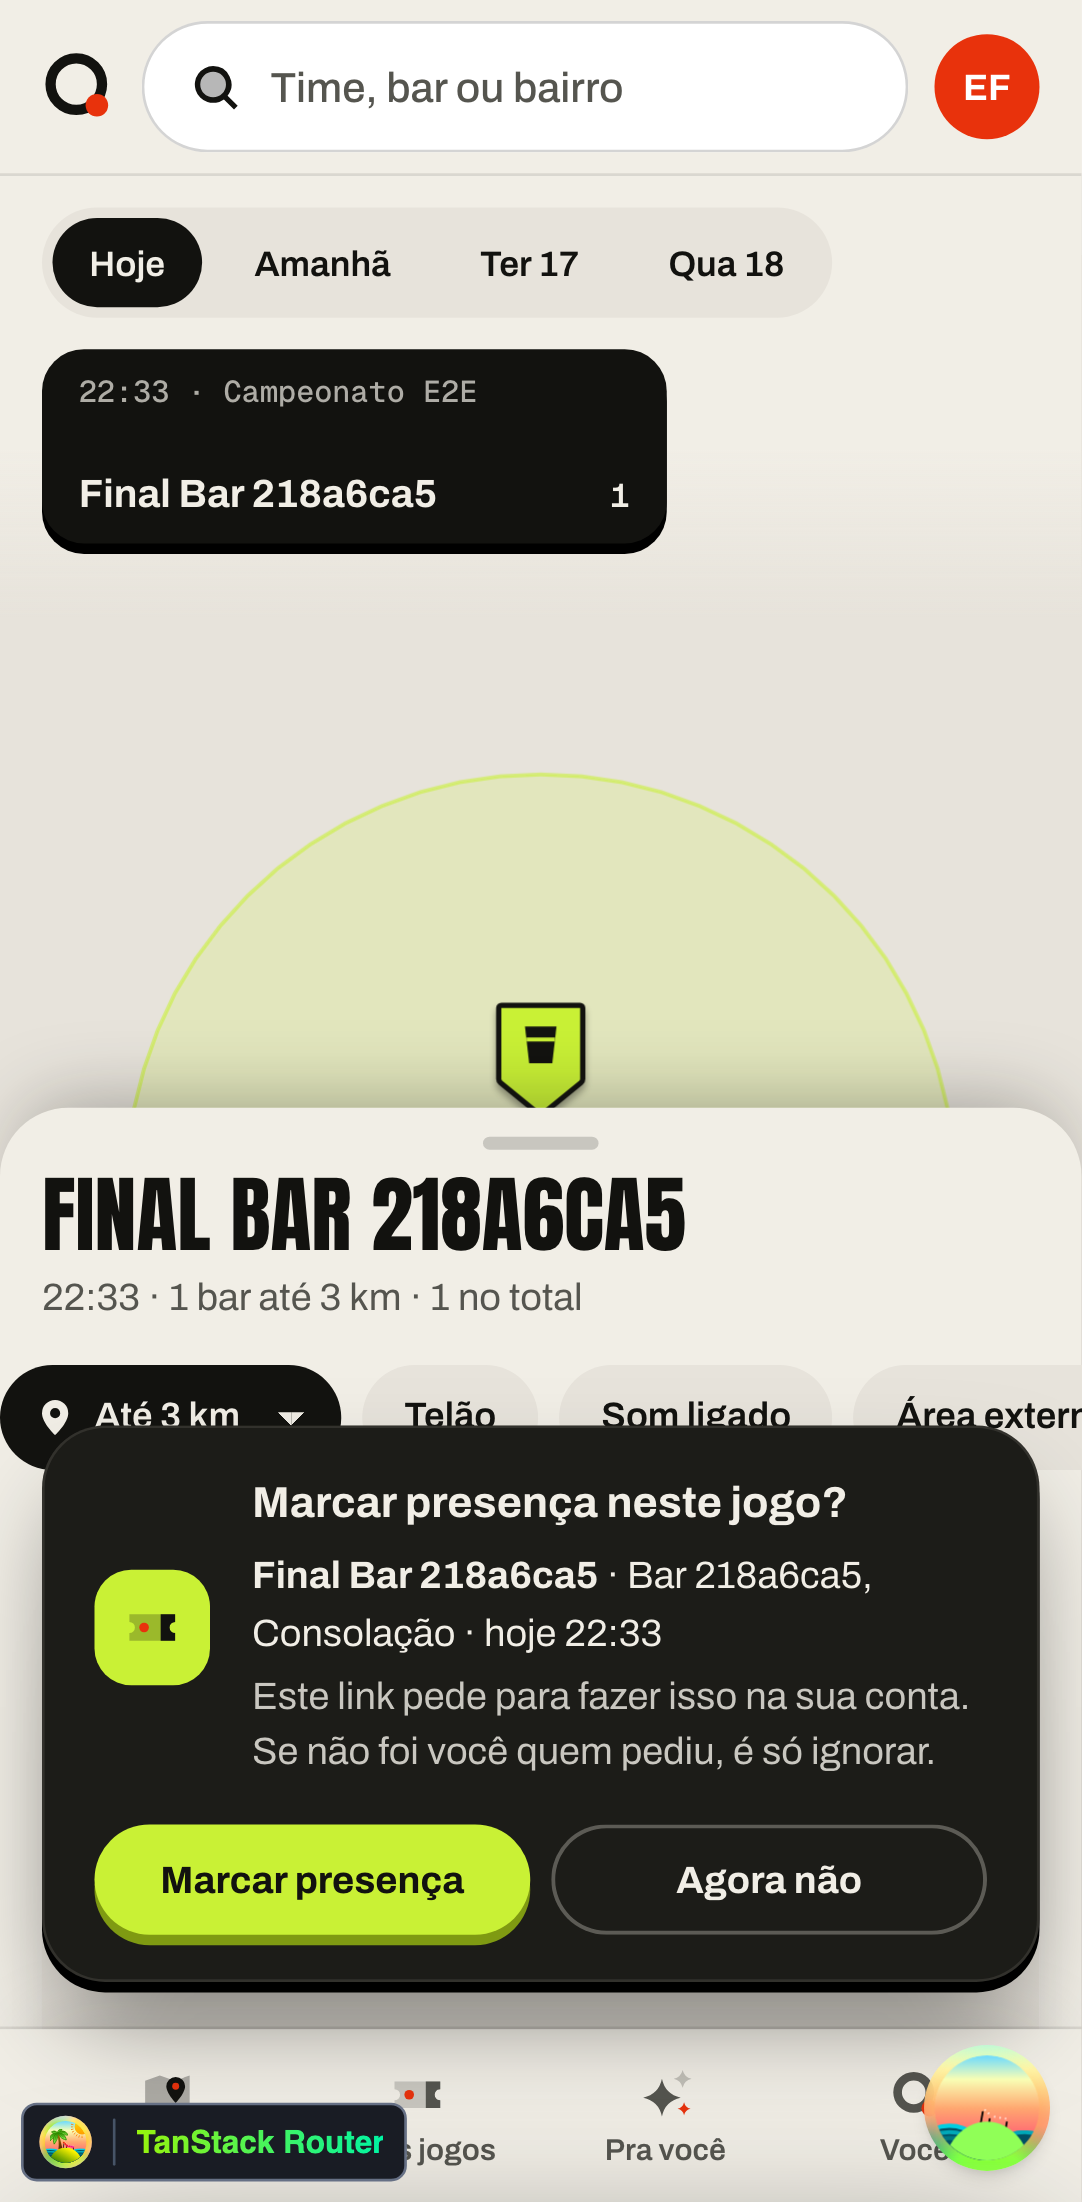 Time, bar ou bairro
EF
Hoje
Amanhã
Ter 17
Qua 18
22:33 · Campeonato E2E
Final Bar 218a6ca5
1
FINAL BAR 218A6CA5
22:33 · 1 bar até 3 km · 1 no total
Até 3 km
Telão
Som ligado
Área
Marcar presença neste jogo?
Final Bar 218a6ca5 · Bar 218a6ca5,
Consolação · hoje 22:33
Este link pede para fazer isso na sua conta.
Se não foi você quem pediu, é só ignorar.
Marcar presença
Agora não
TanStack Router
jogos
Pra você